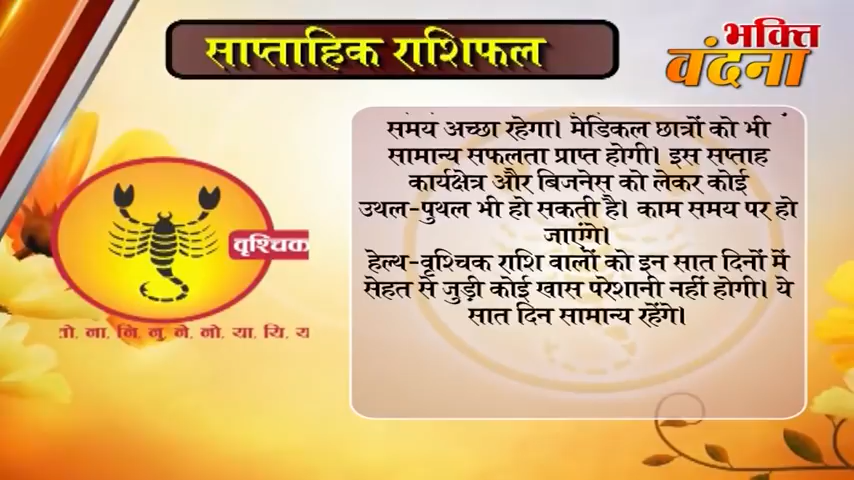 साप्ताहिक राशिफल
भक्ति
वंदना
समय अच्छा रहेगा। मेडिकल छात्रों को भी
सामान्य सफलता प्राप्त होगी। इस सप्ताह
कार्यक्षेत्र और बिजनेस को लेकर कोई
उथल-पुथल भी हो सकती है। काम समय पर हो
जाएंगे।
हेल्थ-वृश्चिक राशि वालों को इन सात दिनों में
सेहत से जुड़ी कोई खास परेशानी नहीं होगी। ये
सात दिन सामान्य रहेंगे।
वृश्चिक
ना, नि, नु, ने, नो, या, यि, य